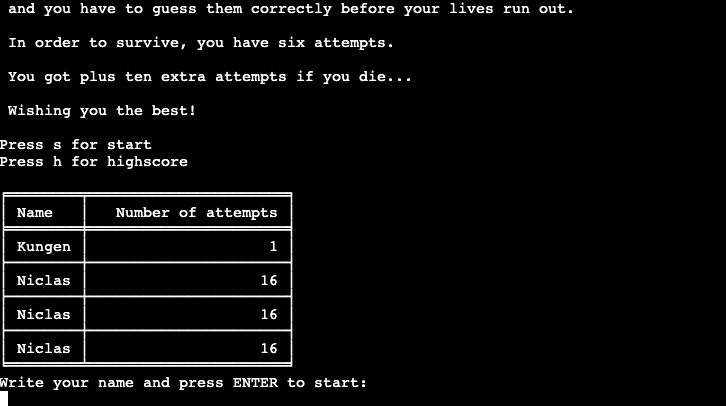 and you have to guess them correctly before your lives run out.
In order to survive, you have six attempts.
You got plus ten extra attempts if you die...
Wishing you the best!
Press s for start
Press h for highscore
Name Number of attempts
Kungen 1
Niclas 16
Niclas 16
Niclas 16
Write your name and press ENTER to start: